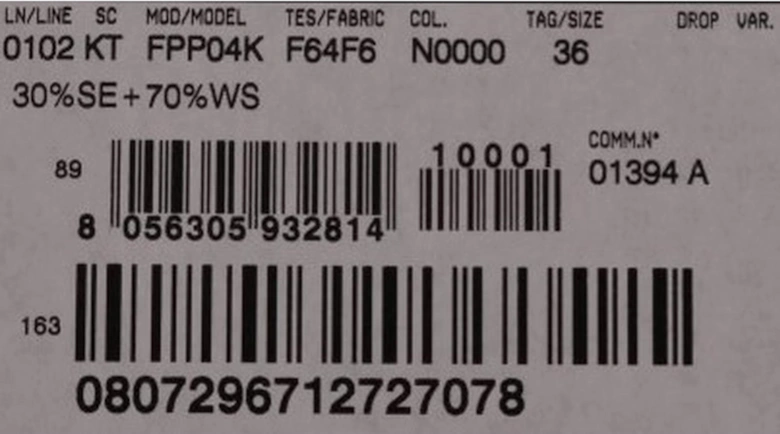 LN/LINE SC MOD/MODEL TES/FABRIC COL. TAG/SIZE DROP VAR.
0102 KT FPP04K F64F6 N0000 36
30%SE+70%WS
89
10001
COMM.N°
01394 A
8 056305 932814
163
0807296712727078